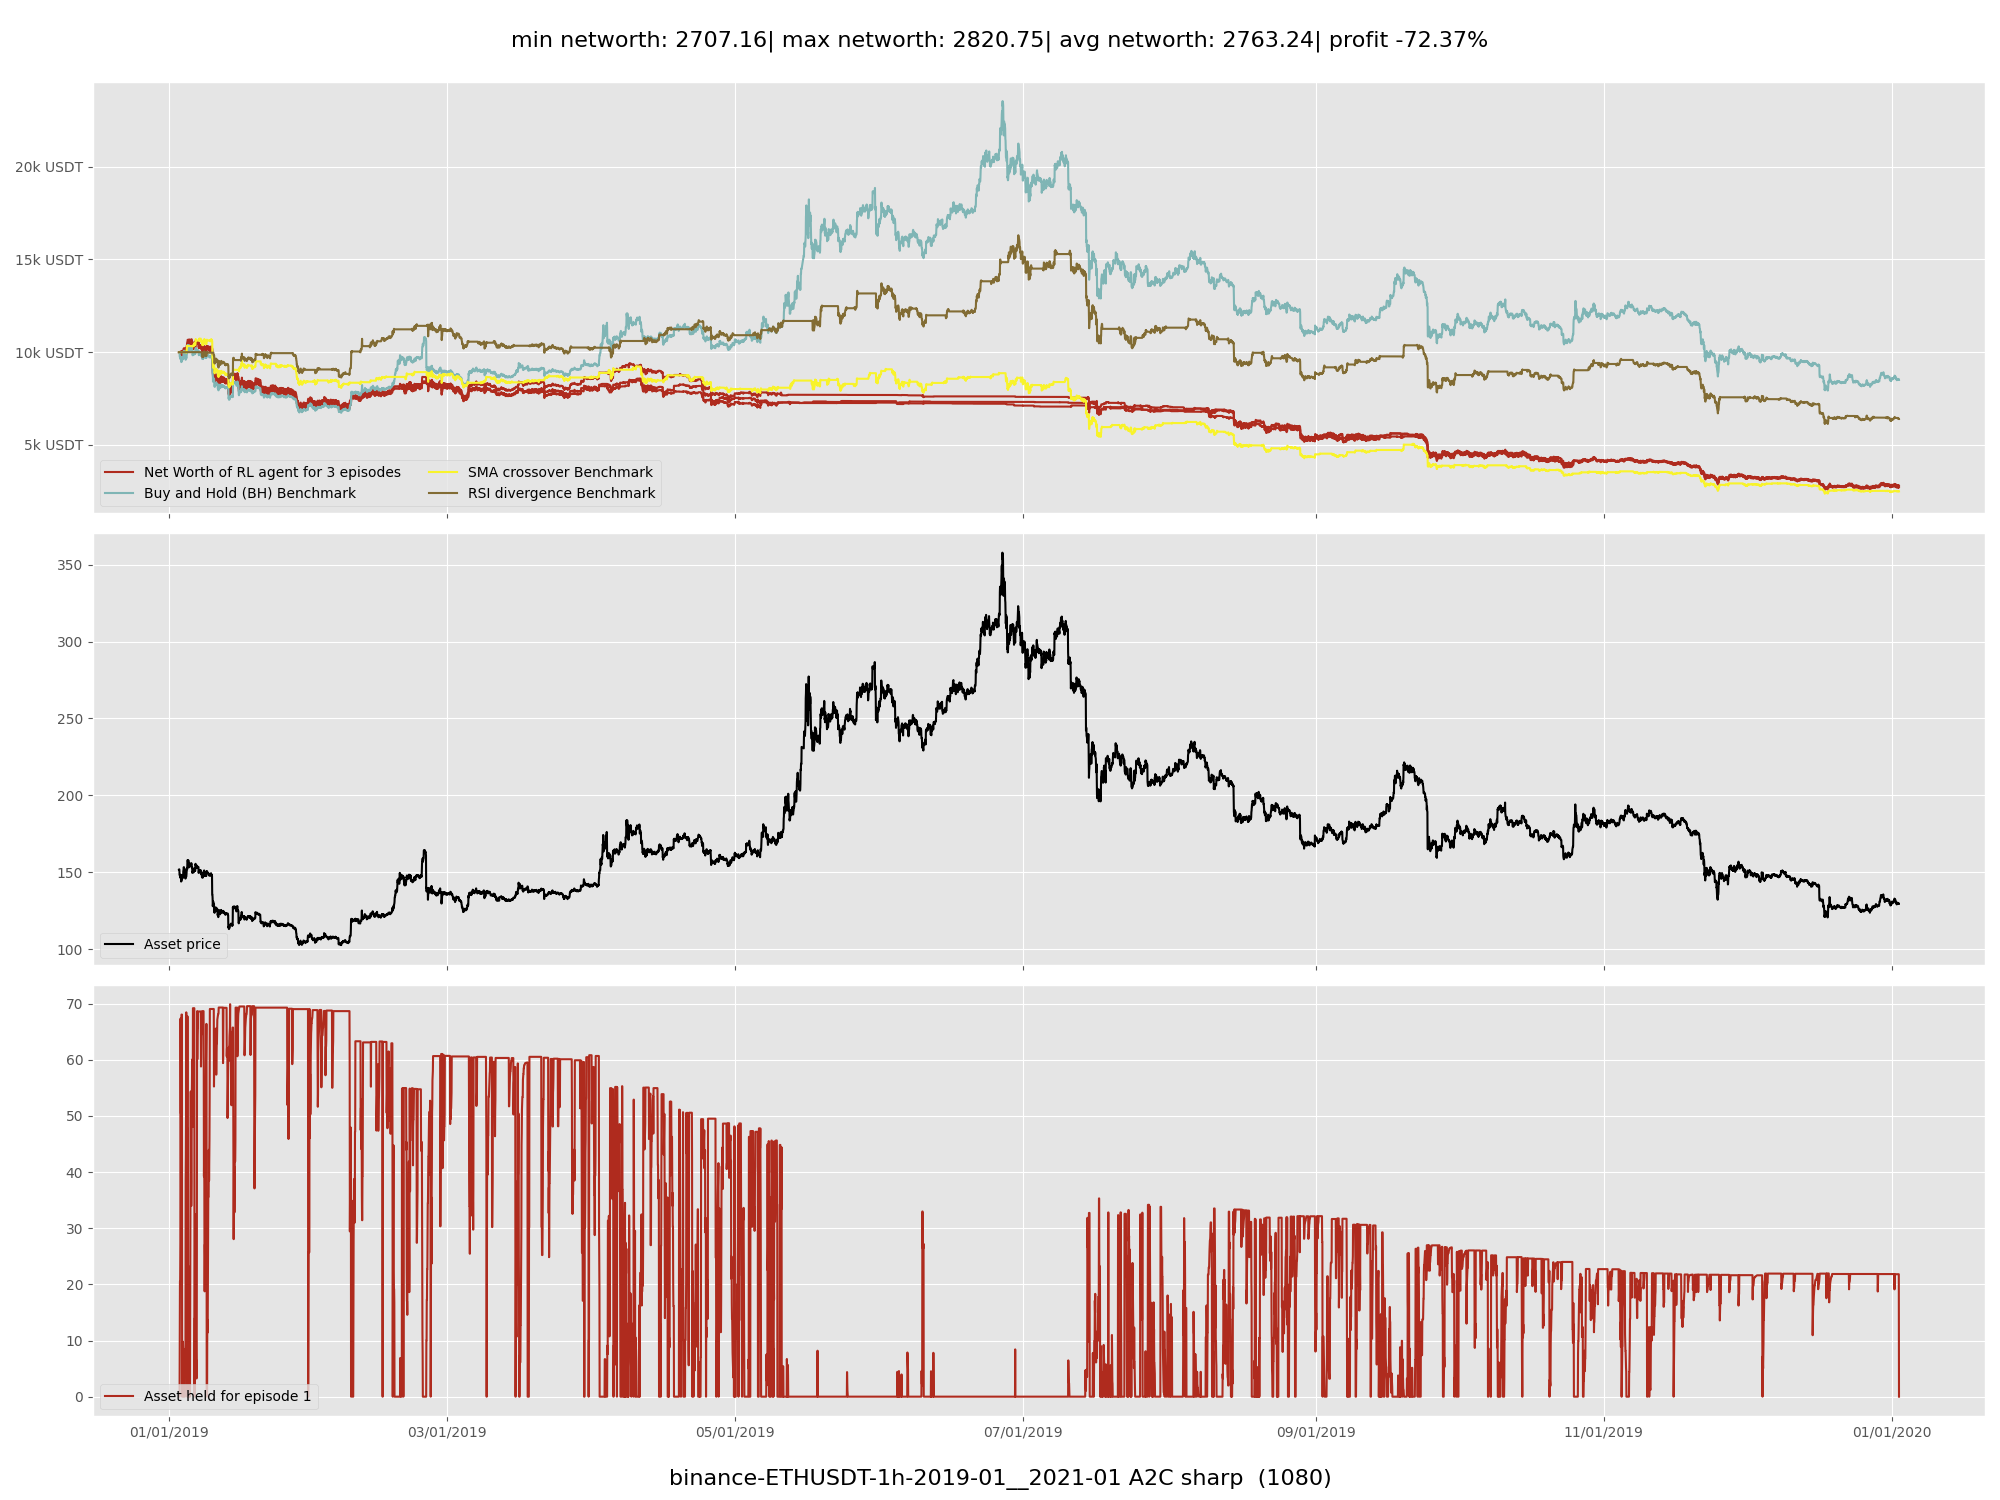 min networth: 2707.16| max networth: 2820.75| avg networth: 2763.24| profit -72.37%
20k USDT
15k USDT
10k USDT
5k USDT
Net Worth of RL agent for 3 episodes
Buy and Hold (BH) Benchmark
SMA crossover Benchmark
RSI divergence Benchmark
350
300
250
200
150
100
Asset price
70
60
50
40
30
20
10
0
Asset held for episode 1
01/01/2019 03/01/2019 05/01/2019 07/01/2019 09/01/2019 11/01/2019 01/01/2020
binance-ETHUSDT-1h-2019-01__2021-01 A2C sharp (1080)